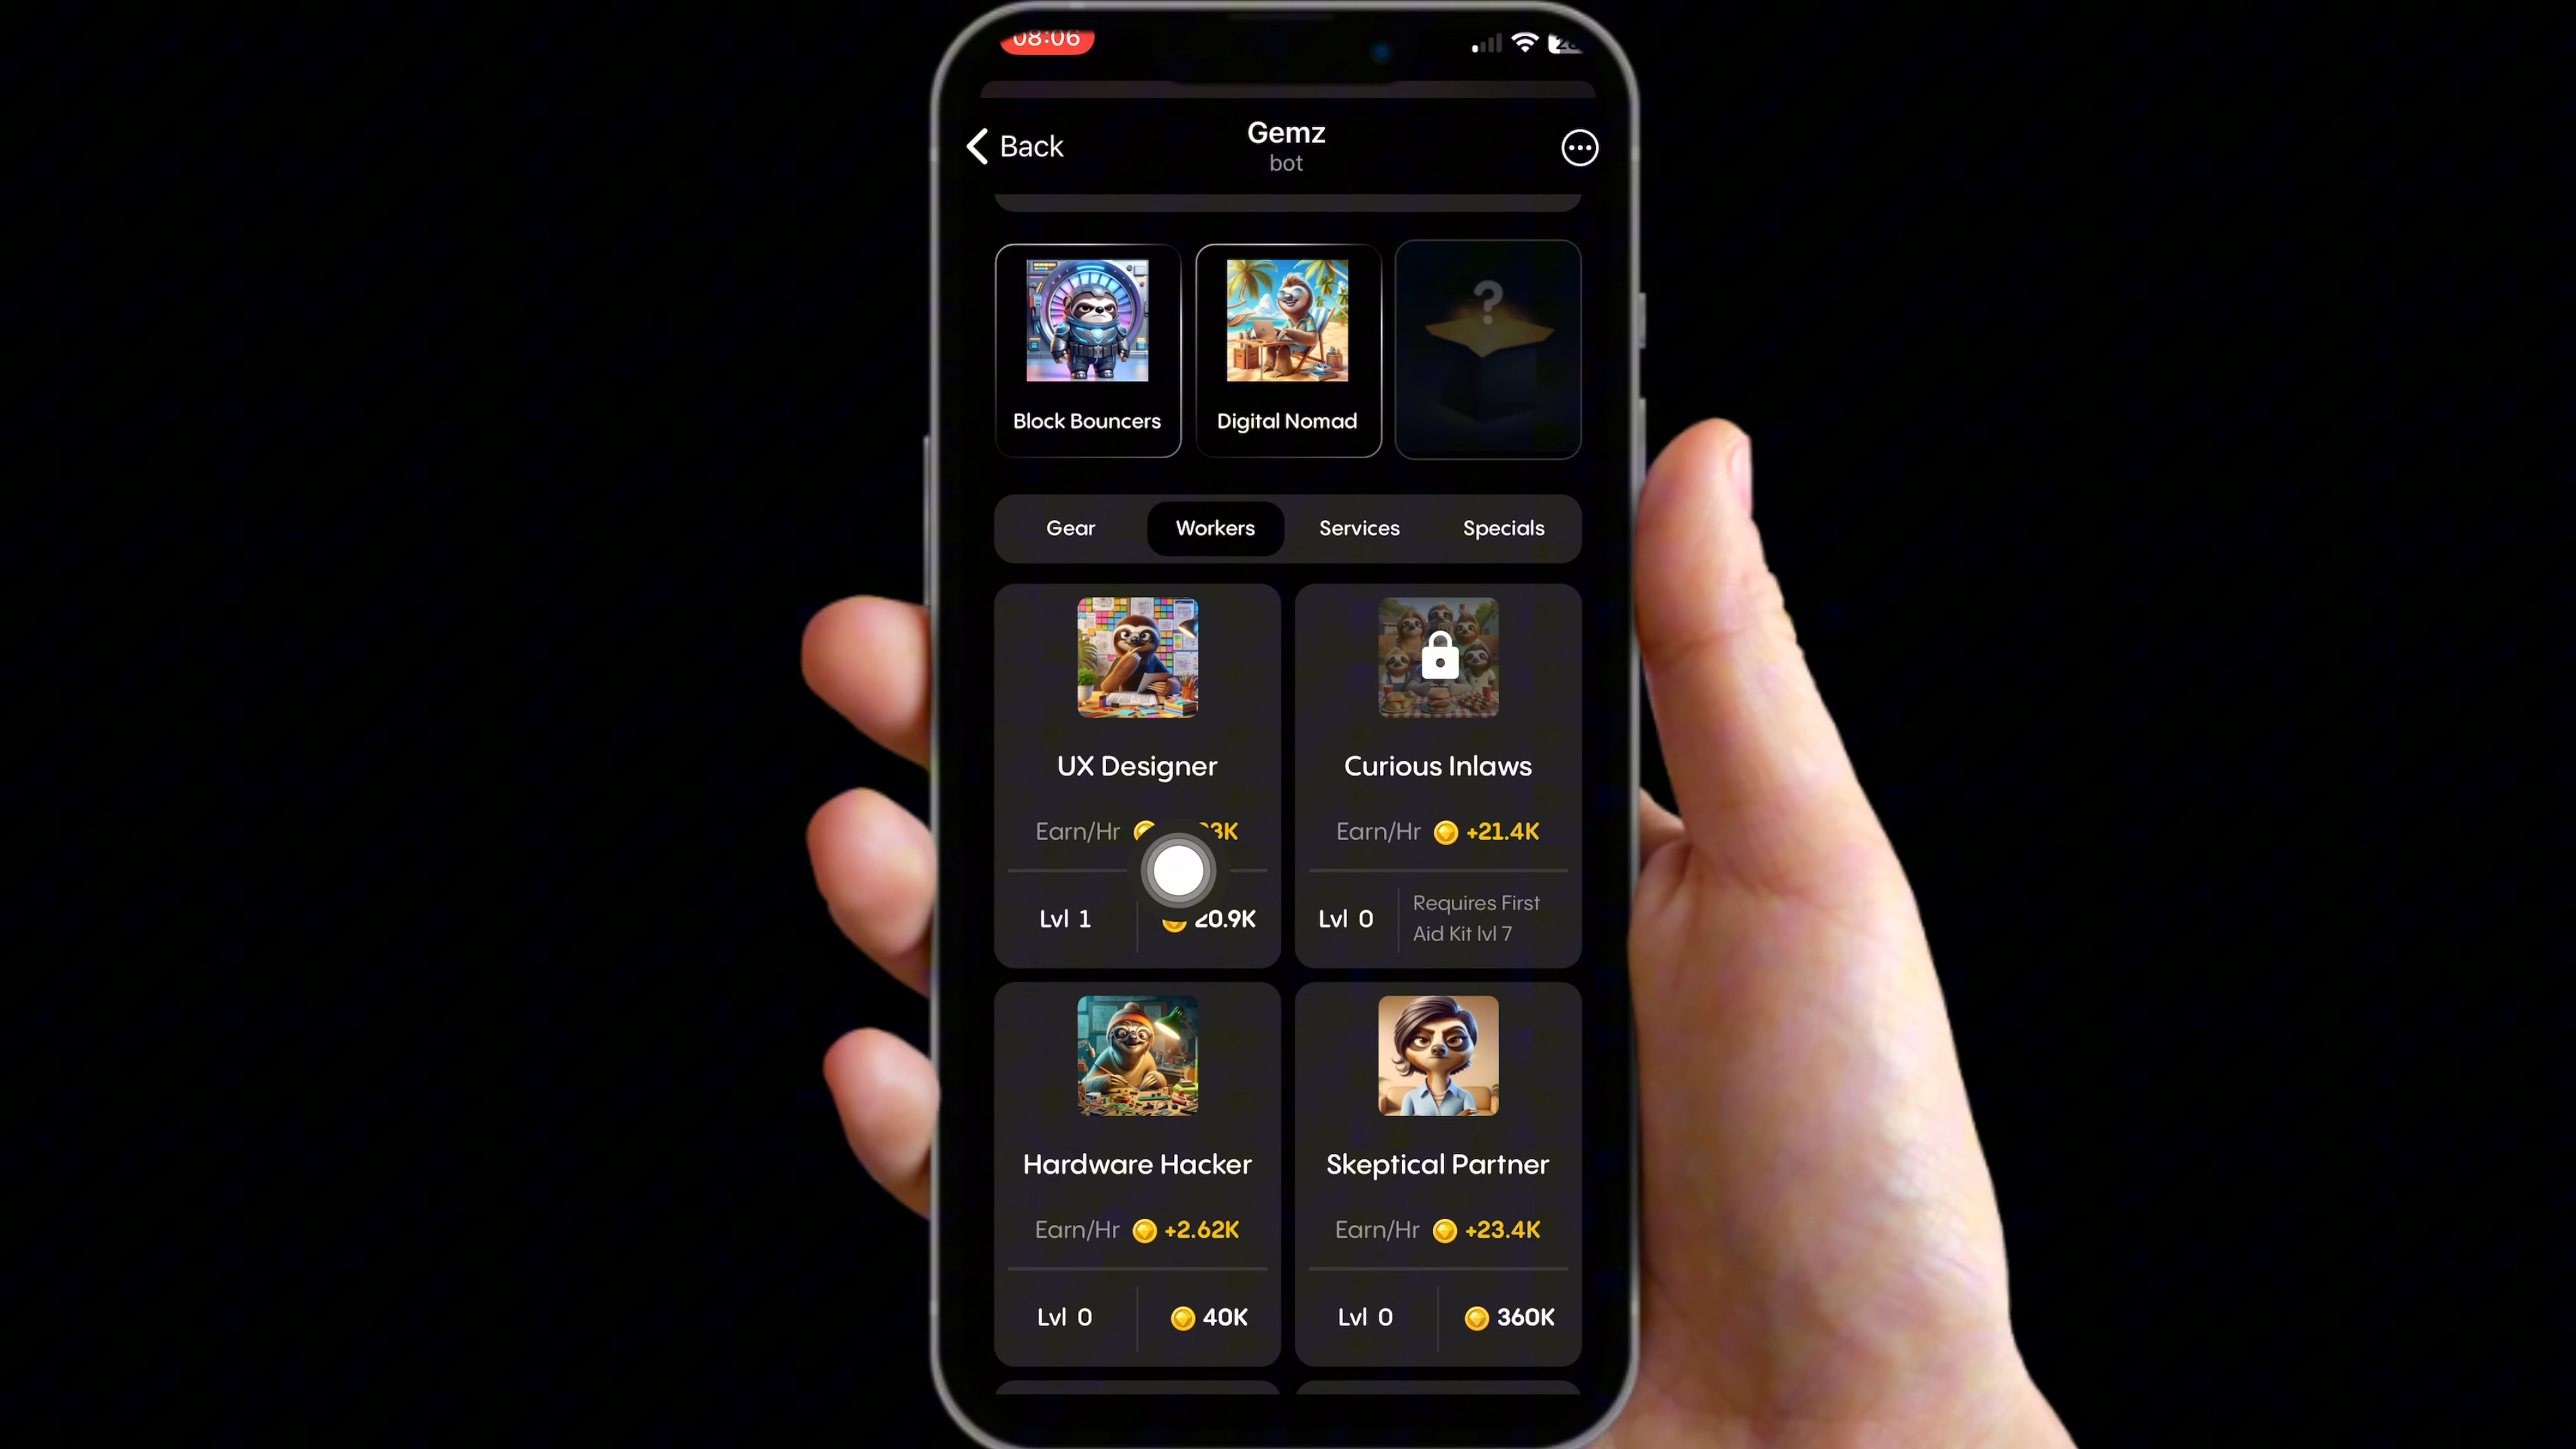 08:06
Back
Gemz
bot
?
Block Bouncers
Digital Nomad
Gear
Workers
Services
Specials
UX Designer
Curious Inlaws
Earn/Hr
Earn/Hr +21.4K
Lvl 1
20.9K
Lvl 0
Requires First
Aid Kit lvl 7
Hardware Hacker
Skeptical Partner
Earn/Hr +2.62K
Earn/Hr +23.4K
Lvl 0
40K
Lvl 0
360K